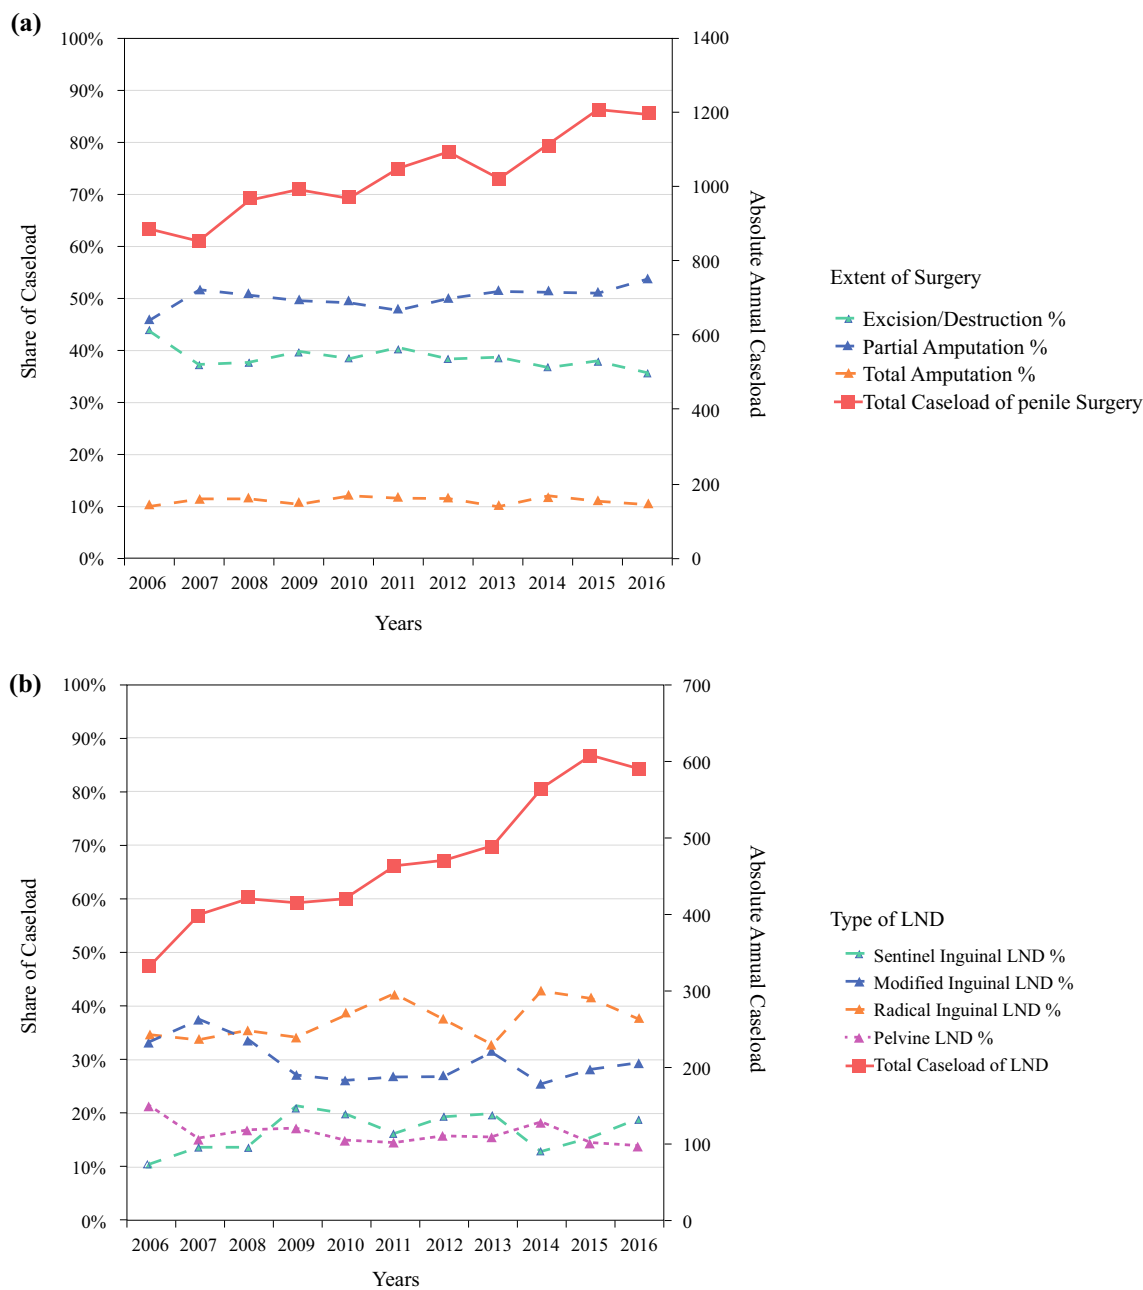 (a)
100%
90%
80%
70%
60%
50%
40%
30%
20%
10%
0%
Share of Caseload
1400
1200
1000
800
600
400
200
0
Absolute Annual Caseload
2006 2007 2008 2009 2010 2011 2012 2013 2014 2015 2016
Years
Extent of Surgery
Excision/Destruction %
Partial Amputation %
Total Amputation %
Total Caseload of penile Surgery
(b)
100%
90%
80%
70%
60%
50%
40%
30%
20%
10%
0%
Share of Caseload
700
600
500
400
300
200
100
0
Absolute Annual Caseload
2006 2007 2008 2009 2010 2011 2012 2013 2014 2015 2016
Years
Type of LND
Sentinel Inguinal LND %
Modified Inguinal LND %
Radical Inguinal LND %
Pelvine LND %
Total Caseload of LND